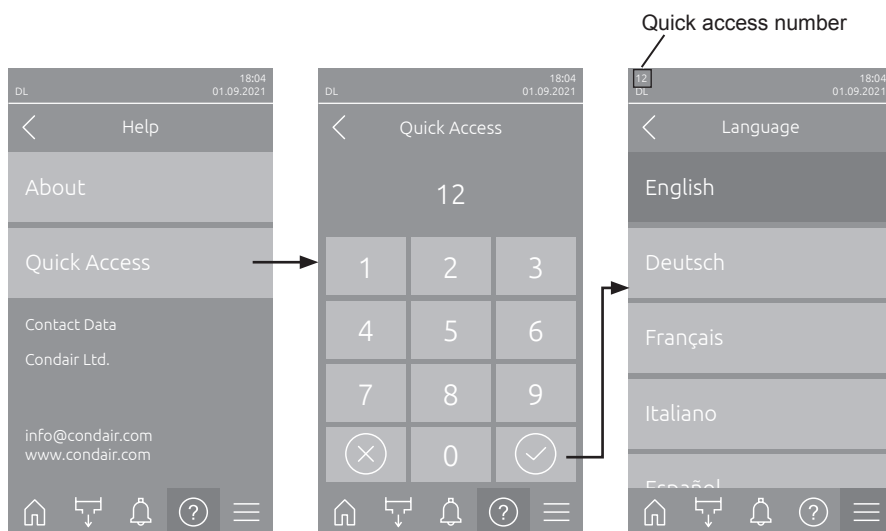 Quick access number
18:04
DL
01.09.2021
Help
About
Quick Access
Contact Data
Condair Ltd.
info@condair.com
www.condair.com
?
18:04
DL
01.09.2021
Quick Access
12
1 2 3
4 5 6
7 8 9
0
?
12
18:04
DL
01.09.2021
Language
English
Deutsch
Français
Italiano
Español
?